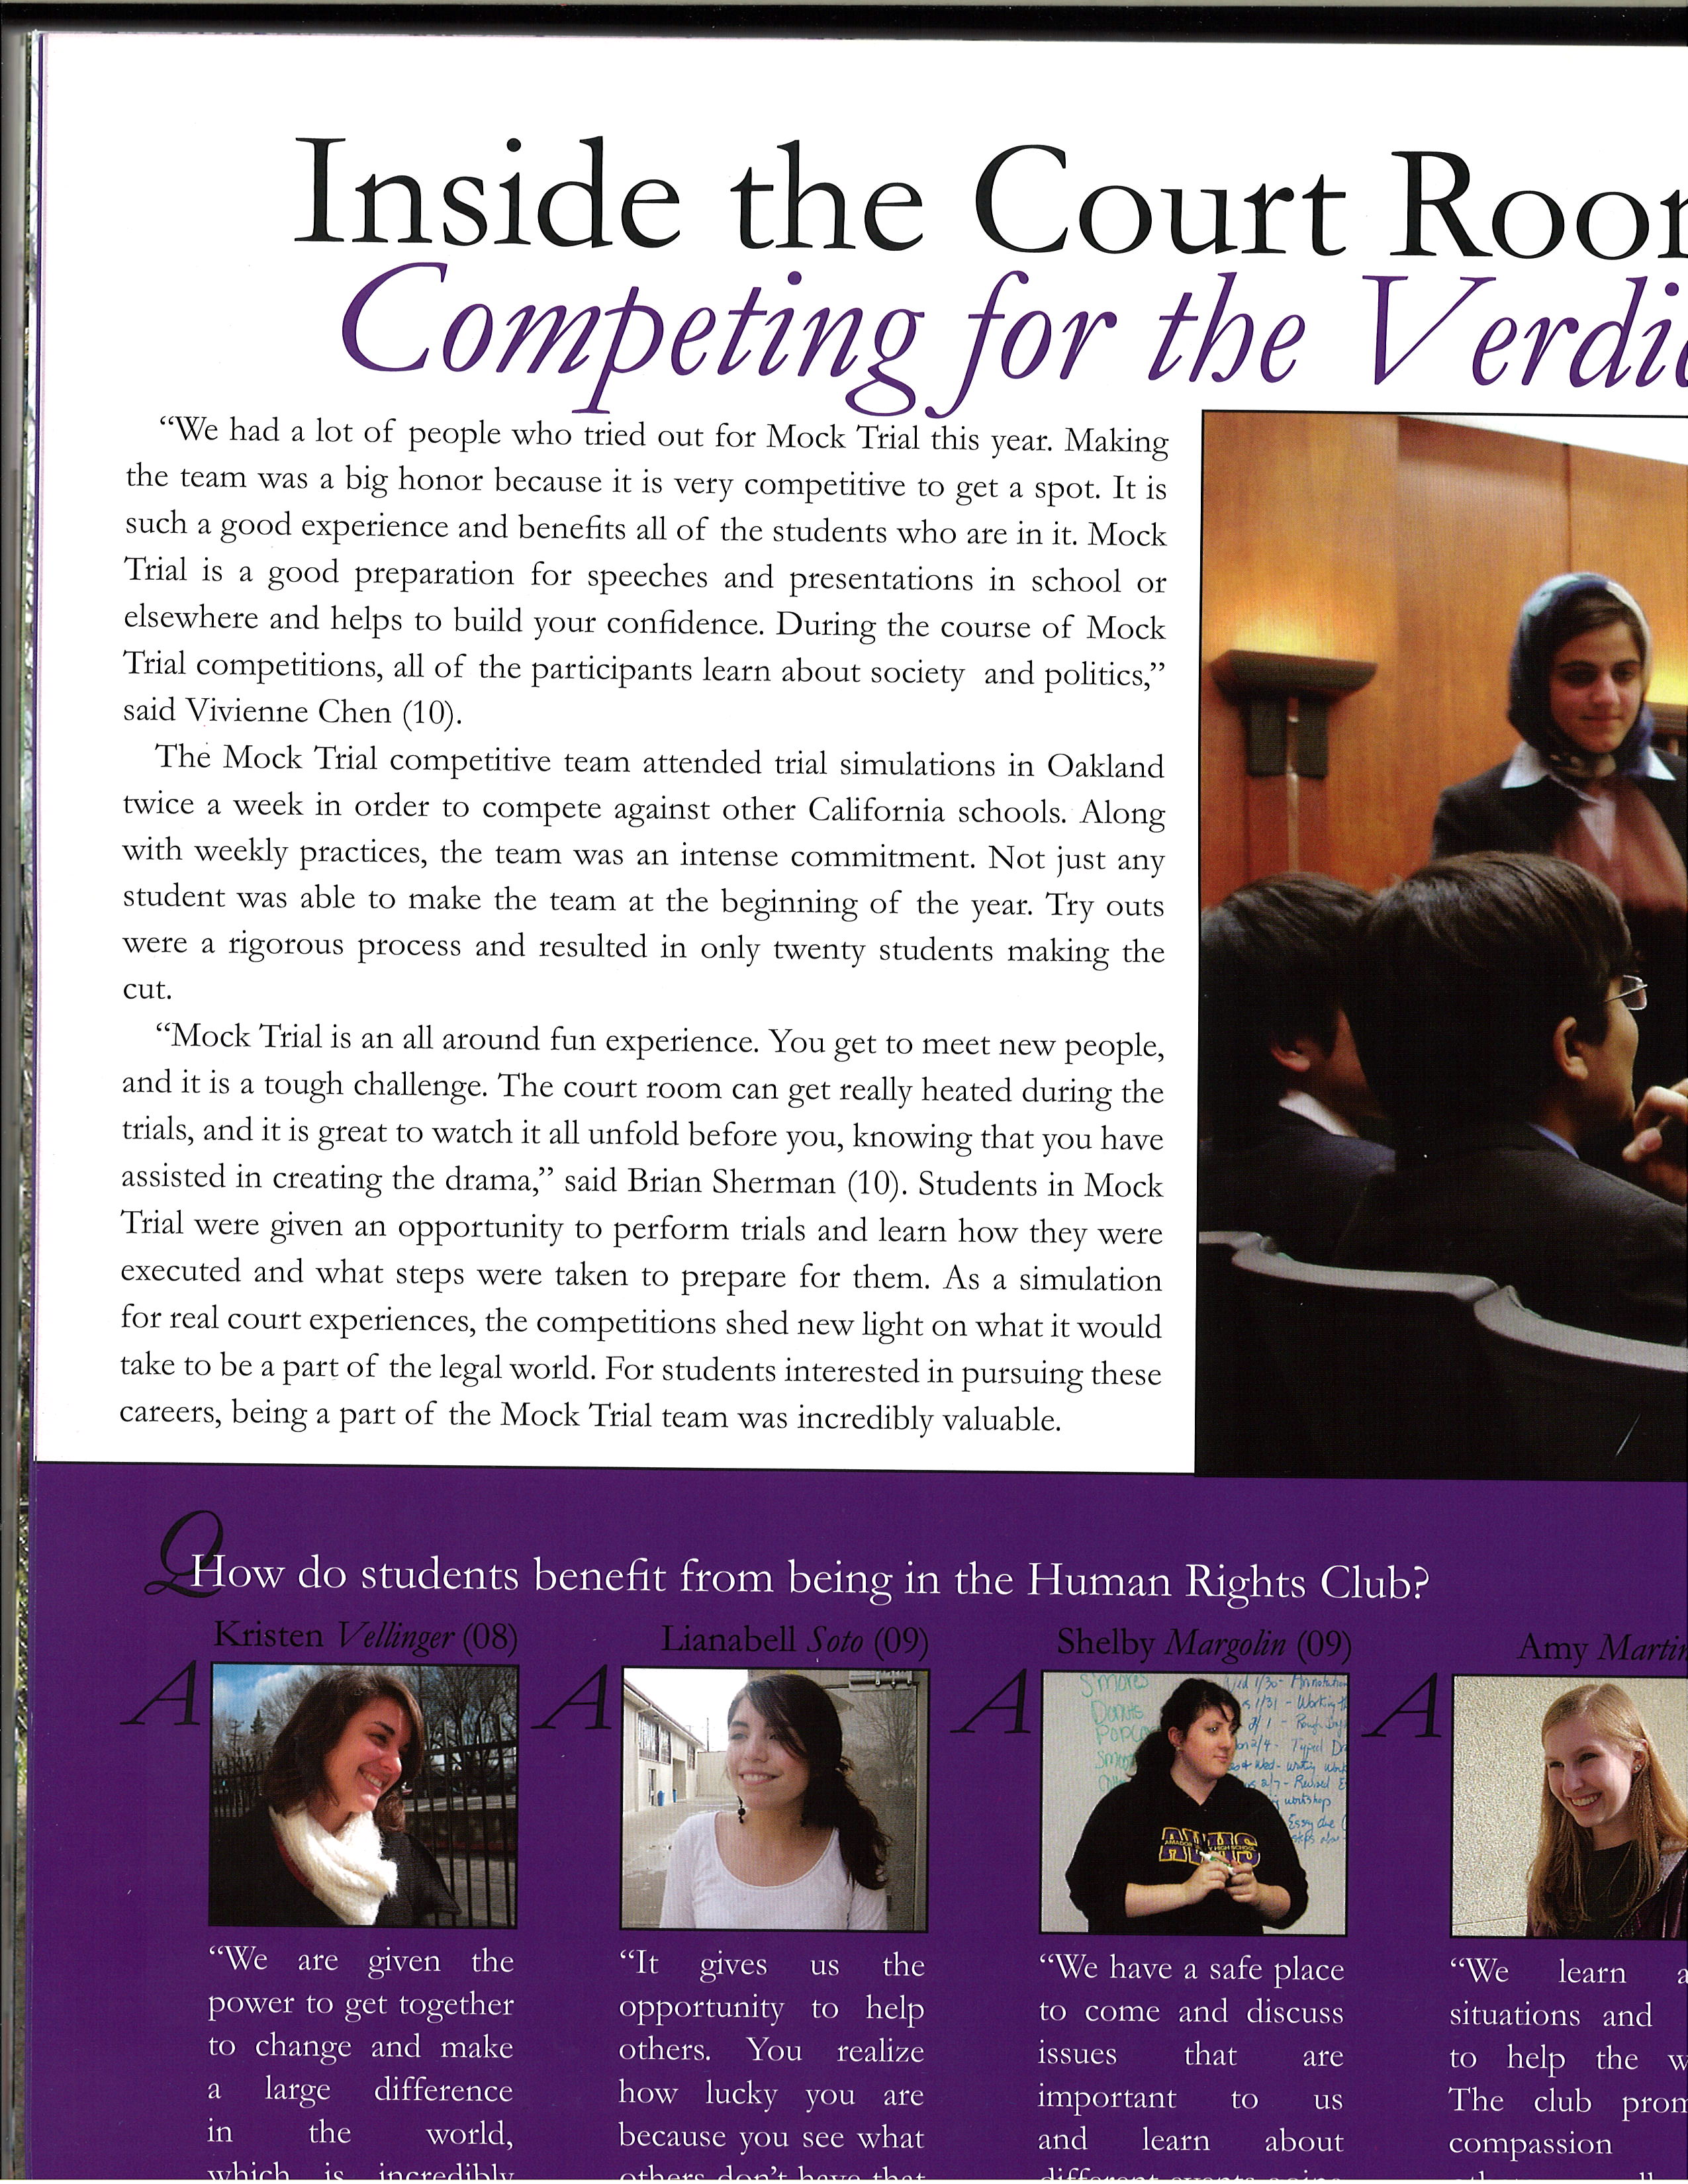 Inside the Court
Competing for the
“We had a lot of people who tried out for Mock Trial this year. Making
the team was a big honor because it is very competitive to get a spot. It is
such a good experience and benefits all of the students who are in it. Mock
Trial is a good preparation for speeches and presentations in school or
elsewhere and helps to build your confidence. During the course of Mock
Trial competitions, all of the participants learn about society and politics,”
said Vivienne Chen (10).
The Mock Trial competitive team attended trial simulations in Oakland
twice a week in order to compete against other California schools. Along
with weekly practices, the team was an intense commitment. Not just any
student was able to make the team at the beginning of the year. Try outs
were a rigorous process and resulted in only twenty students making the
cut.
“Mock Trial is an all around fun experience. You get to meet new people,
and it is a tough challenge. The court room can get really heated during the
trials, and it is great to watch it all unfold before you, knowing that you have
assisted in creating the drama,” said Brian Sherman (10). Students in Mock
Trial were given an opportunity to perform trials and learn how they were
executed and what steps were taken to prepare for them. As a simulation
for real court experiences, the competitions shed new light on what it would
take to be a part of the legal world. For students interested in pursuing these
careers, being a part of the Mock Trial team was incredibly valuable.
Q
How do students benefit from being in the Human Rights Club?
A
Kristen Vellinger (08)
“We are given the
power to get together
to change and make
a large difference
in the world,
which is incredibly
A
Lianabell Soto (09)
“It gives us the
opportunity to help
others. You realize
how lucky you are
because you see what
others don’t have that
A
Shelby Margolin (09)
S'mores
Donuts
AVHS
“We have a safe place
to come and discuss
issues that are
important to us
and learn about
A
Amy
“We learn
situations and
to help the
The club
compassion